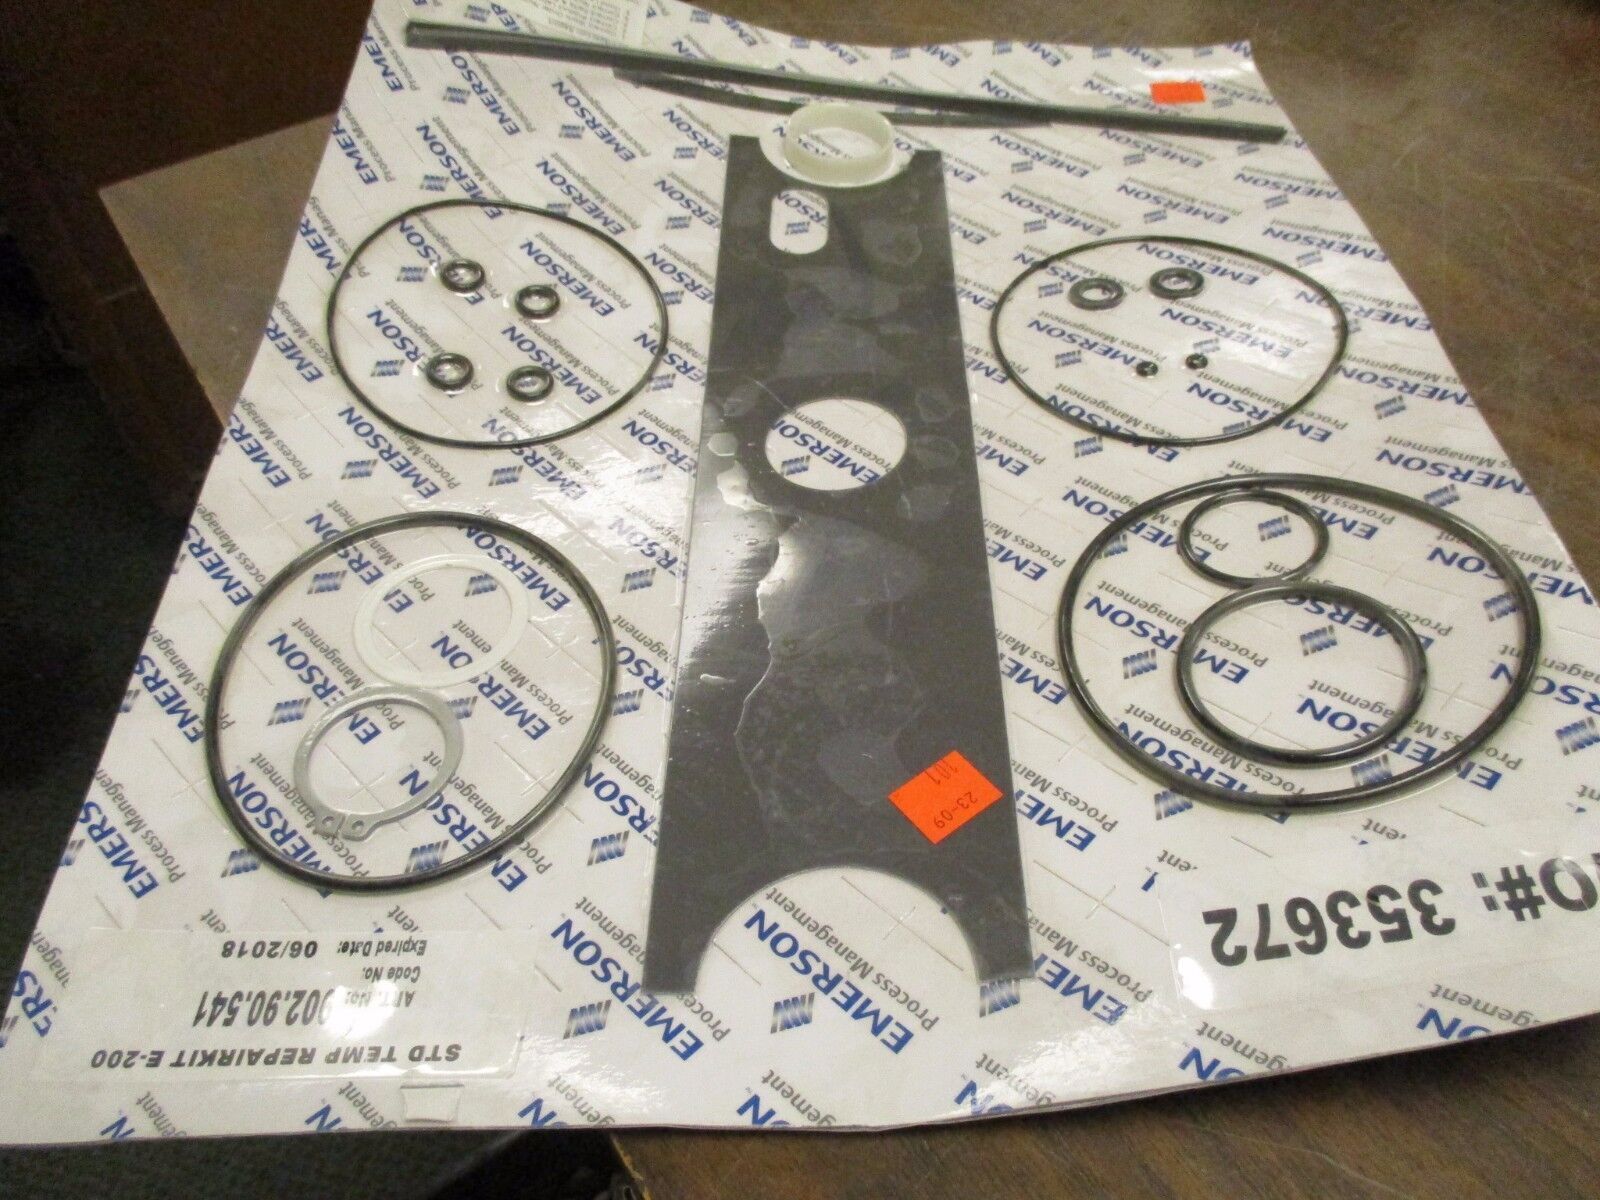 STD TEMP REPAIRKIT E-200
ART. No: 902.90.541
Code No.
Expired Date: 06/2018
O#: 353672
23-09
101
EMERSON
Process Management